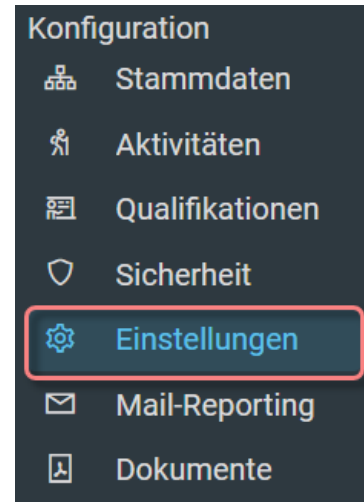 Konfiguration
Stammdaten
Aktivitäten
Qualifikationen
Sicherheit
Einstellungen
Mail-Reporting
Dokumente